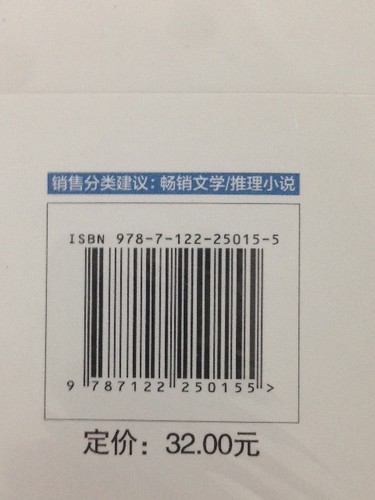 销售分类建议：畅销文学/推理小说
ISBN 978-7-122-25015-5
9 787122 250155 >
定价：32.00元